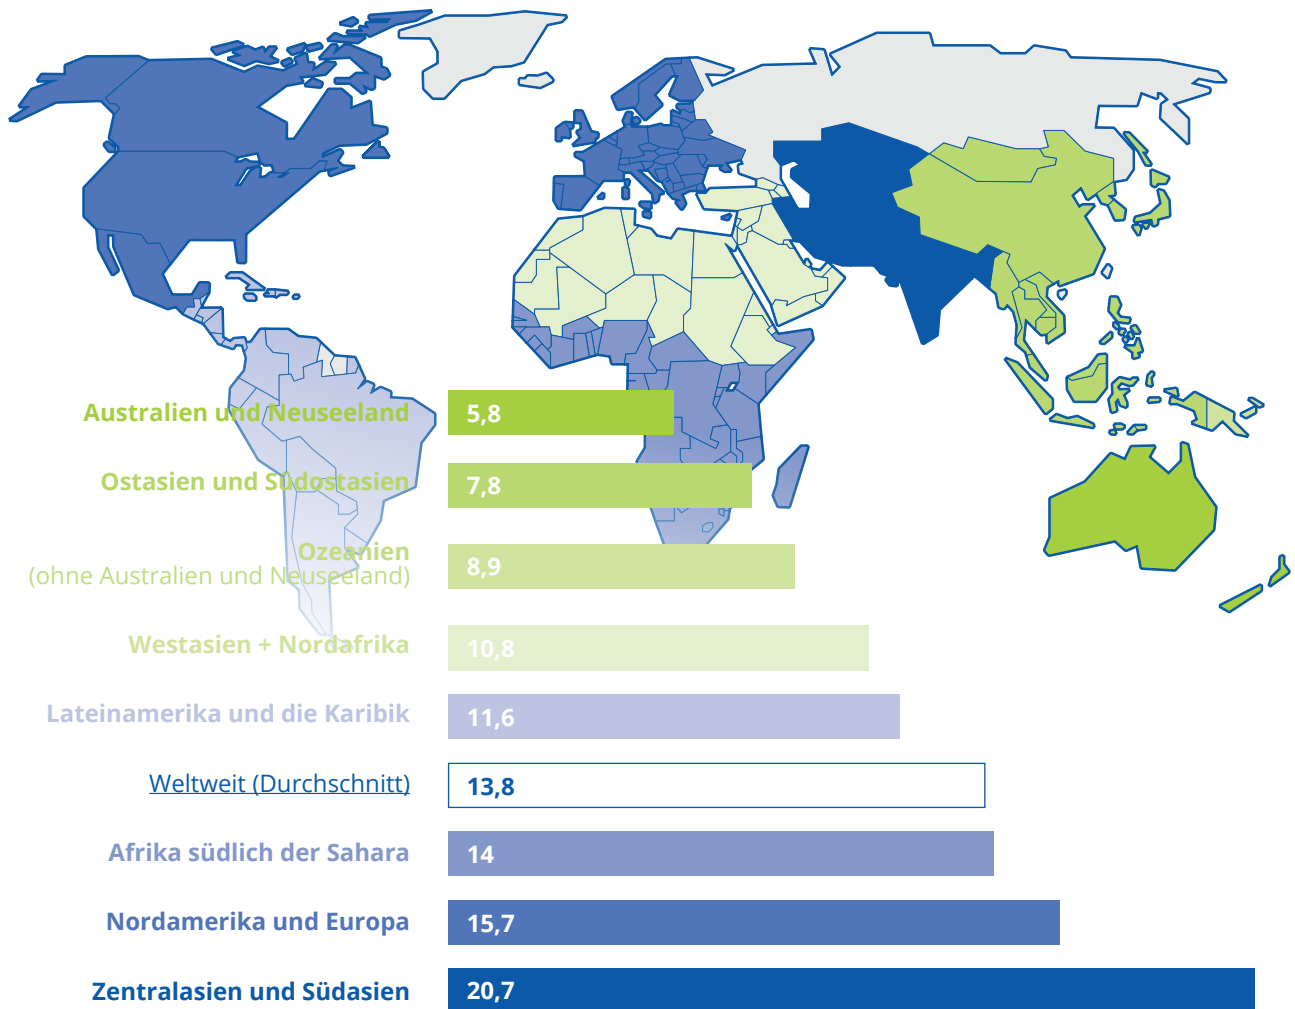 Australien und Neuseeland 5,8
Ostasien und Südostasien 7,8
Ozeanien
(ohne Australien und Neuseeland) 8,9
Westasien + Nordafrika 10,8
Lateinamerika und die Karibik 11,6
Weltweit (Durchschnitt) 13,8
Afrika südlich der Sahara 14
Nordamerika und Europa 15,7
Zentralasien und Südasien 20,7